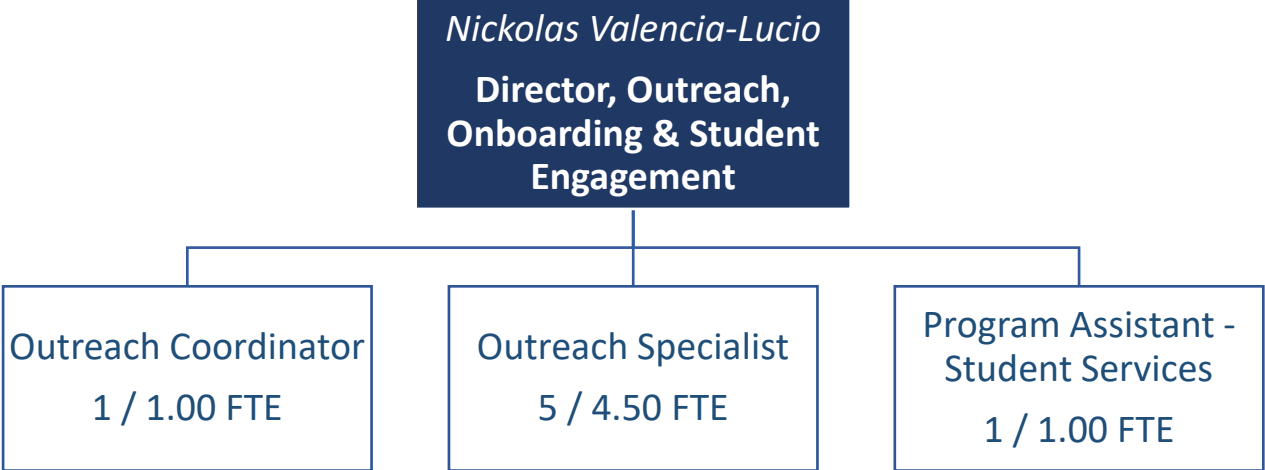 Nickolas Valencia-Lucio
Director, Outreach,
Onboarding & Student
Engagement
Outreach Coordinator
1 / 1.00 FTE
Outreach Specialist
5 / 4.50 FTE
Program Assistant -
Student Services
1 / 1.00 FTE